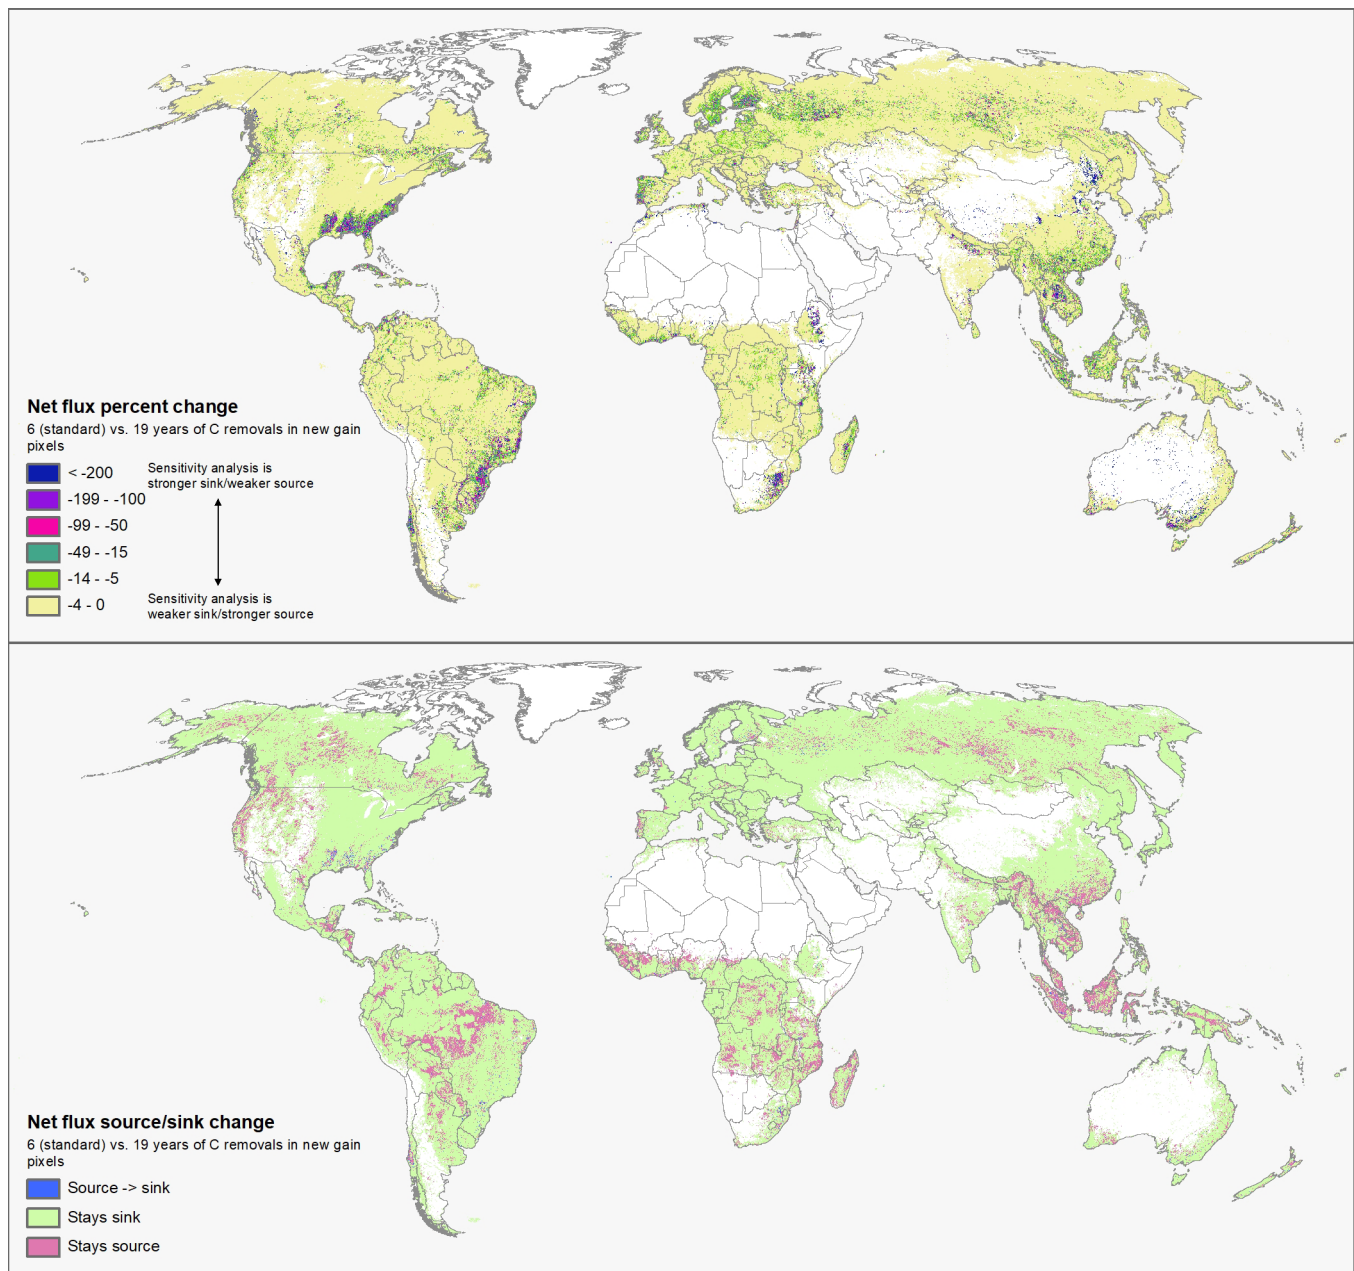 Net flux percent change
6 (standard) vs. 19 years of C removals in new gain
pixels
< -200
-199 - -100
-99 - -50
-49 - -15
-14 - -5
-4 - 0
Sensitivity analysis is
stronger sink/weaker source
Sensitivity analysis is
weaker sink/stronger source
Net flux source/sink change
6 (standard) vs. 19 years of C removals in new gain
pixels
Source -> sink
Stays sink
Stays source